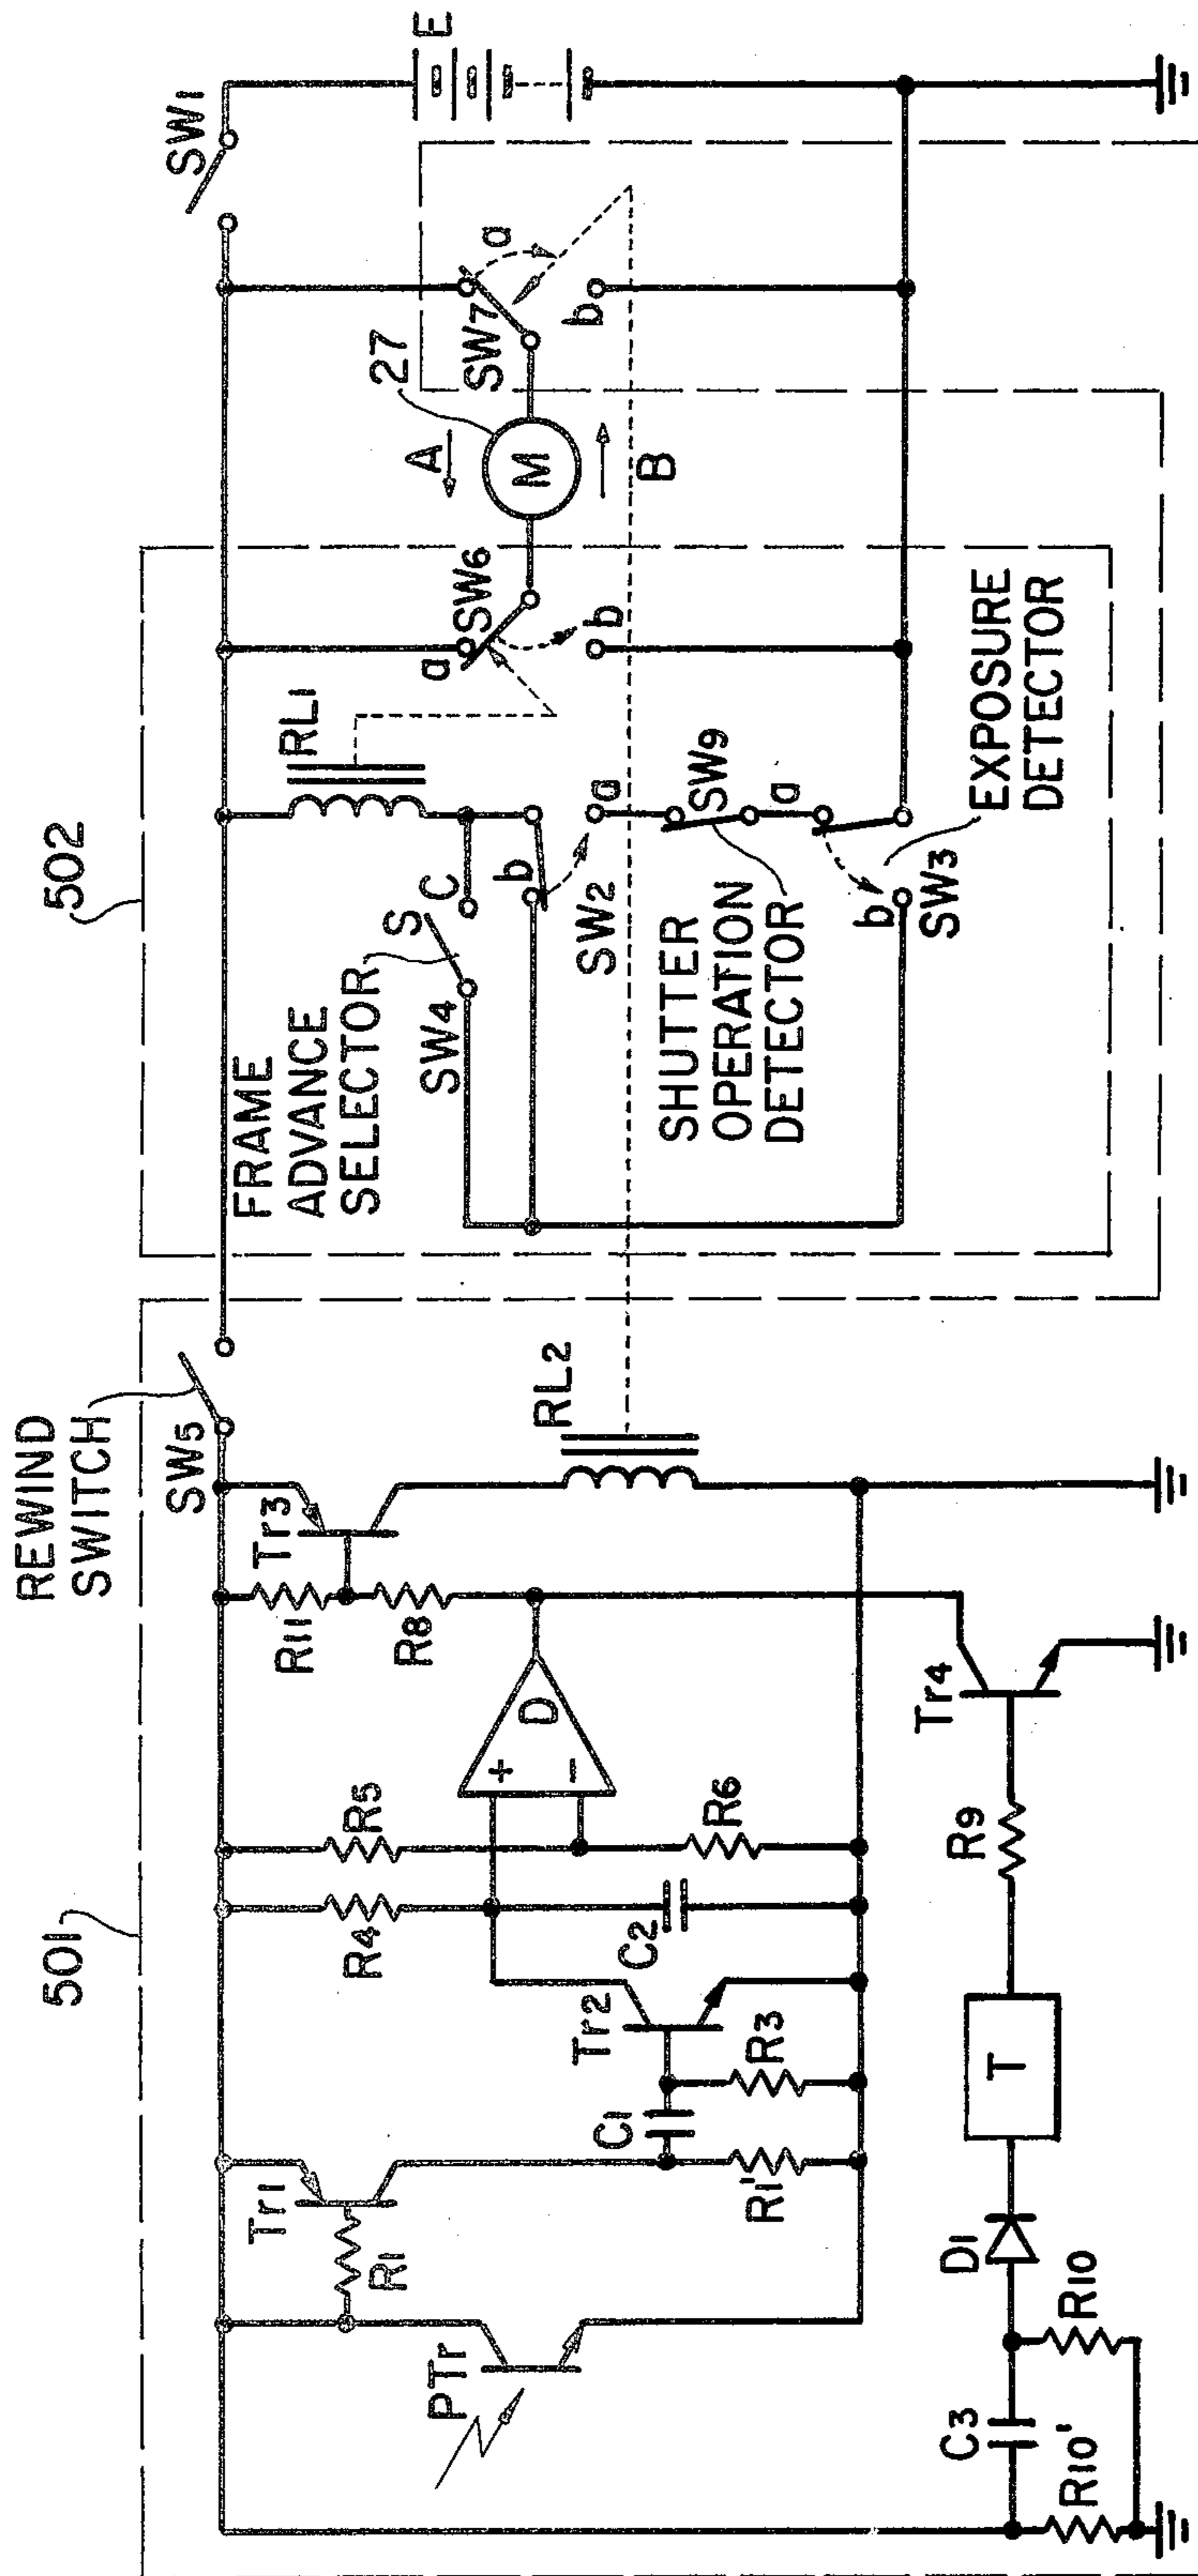 REWIND
SWITCH
501
502
SW5
SW1
FRAME
ADVANCE
SELECTOR
SW4
S
C
RL1
a
SW6
b
A
27
M
B
SW7
a
b
E
b
SW2
a
SHUTTER
OPERATION
DETECTOR
SW9
a
b
SW3
EXPOSURE
DETECTOR
PTr
R1
Tr1
R1'
C1
R3
Tr2
R4
C2
R5
R6
+
−
D
R11
R8
Tr3
RL2
C3
R10'
R10
D1
T
R9
Tr4